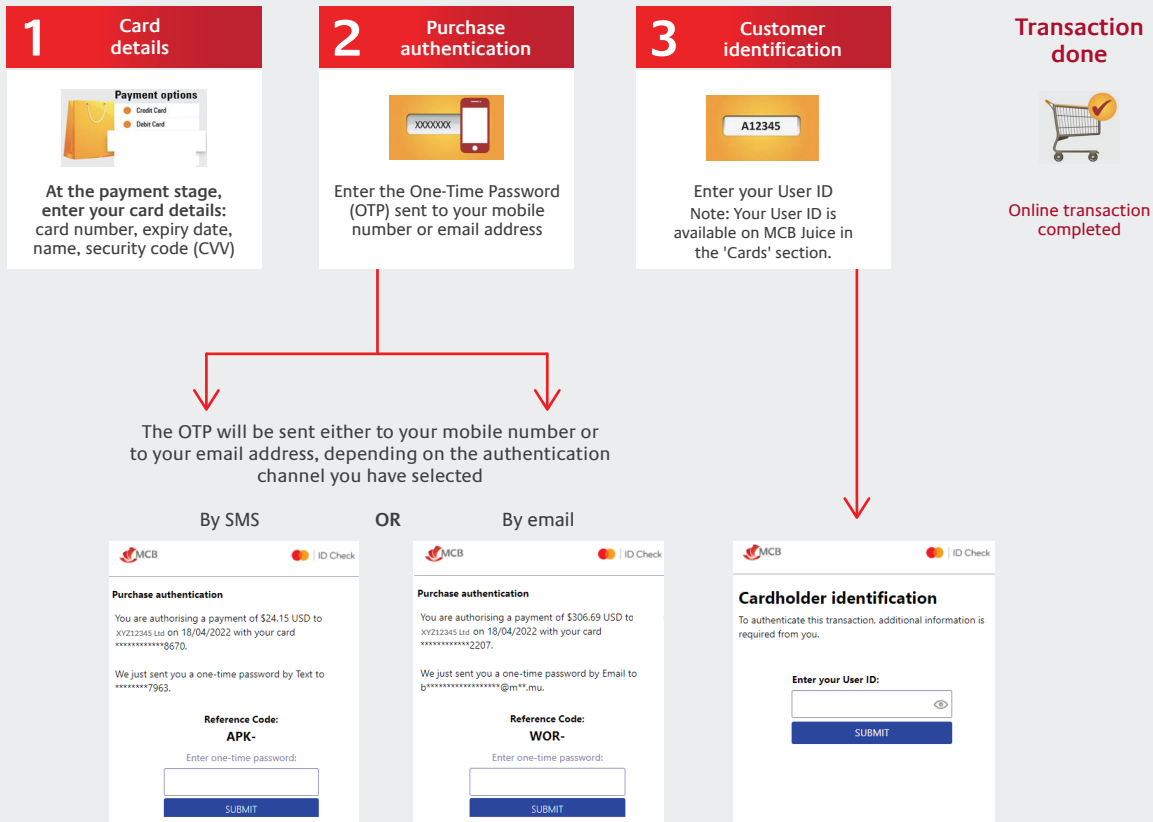 1
Card
details
Payment options
Credit Card
Debit Card
At the payment stage,
enter your card details:
card number, expiry date,
name, security code (CVV)
2
Purchase
authentication
XXXXXXX
Enter the One-Time Password
(OTP) sent to your mobile
number or email address
3
Customer
identification
A12345
Enter your User ID
Note: Your User ID is
available on MCB Juice in
the 'Cards' section.
Transaction
done
Online transaction
completed
The OTP will be sent either to your mobile number or
to your email address, depending on the authentication
channel you have selected
By SMS OR By email
MCB ID Check
Purchase authentication
You are authorising a payment of $24.15 USD to
XYZ12345 Ltd on 18/04/2022 with your card
************8670.
We just sent you a one-time password by Text to
********7963.
Reference Code:
APK-
Enter one-time password:
SUBMIT
MCB ID Check
Purchase authentication
You are authorising a payment of $306.69 USD to
XYZ12345 Ltd on 18/04/2022 with your card
************2207.
We just sent you a one-time password by Email to
b******************@m**.mu.
Reference Code:
WOR-
Enter one-time password:
SUBMIT
MCB ID Check
Cardholder identification
To authenticate this transaction, additional information is
required from you.
Enter your User ID:
SUBMIT